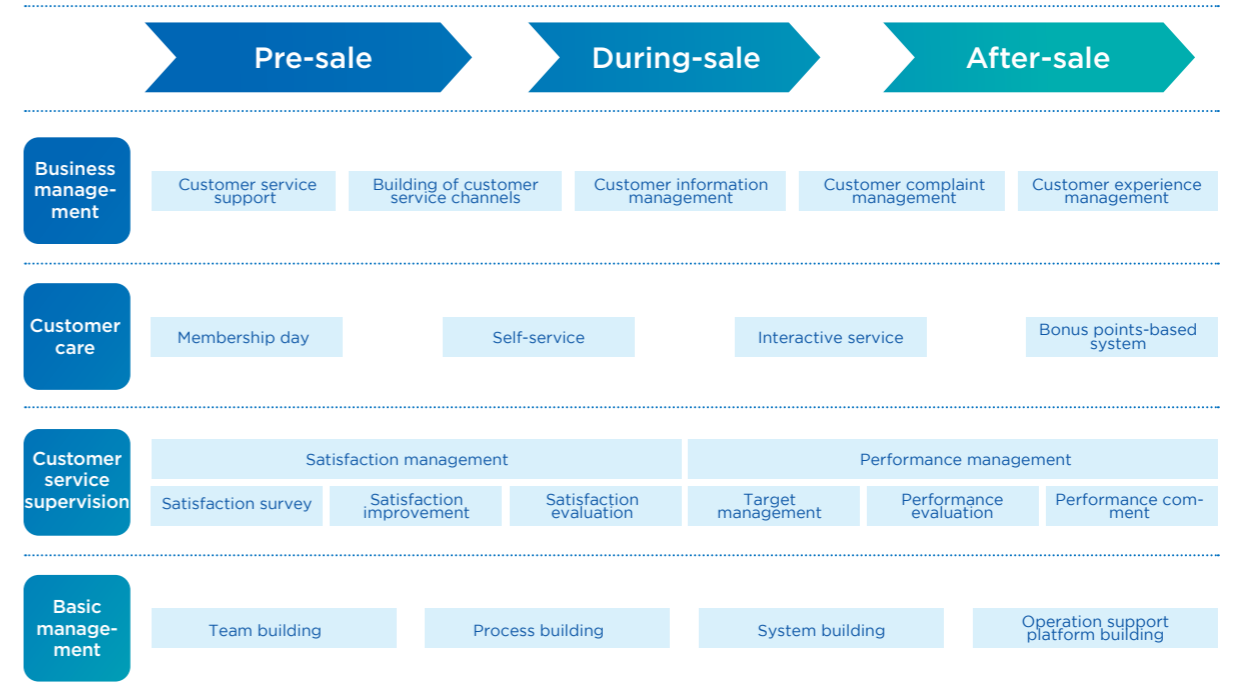 Pre-sale
During-sale
After-sale
Business
manage-
ment
Customer service
support
Building of customer
service channels
Customer information
management
Customer complaint
management
Customer experience
management
Customer
care
Membership day
Self-service
Interactive service
Bonus points-based
system
Customer
service
supervision
Satisfaction management
Performance management
Satisfaction survey
Satisfaction
improvement
Satisfaction
evaluation
Target
management
Performance
evaluation
Performance com-
ment
Basic
manage-
ment
Team building
Process building
System building
Operation support
platform building